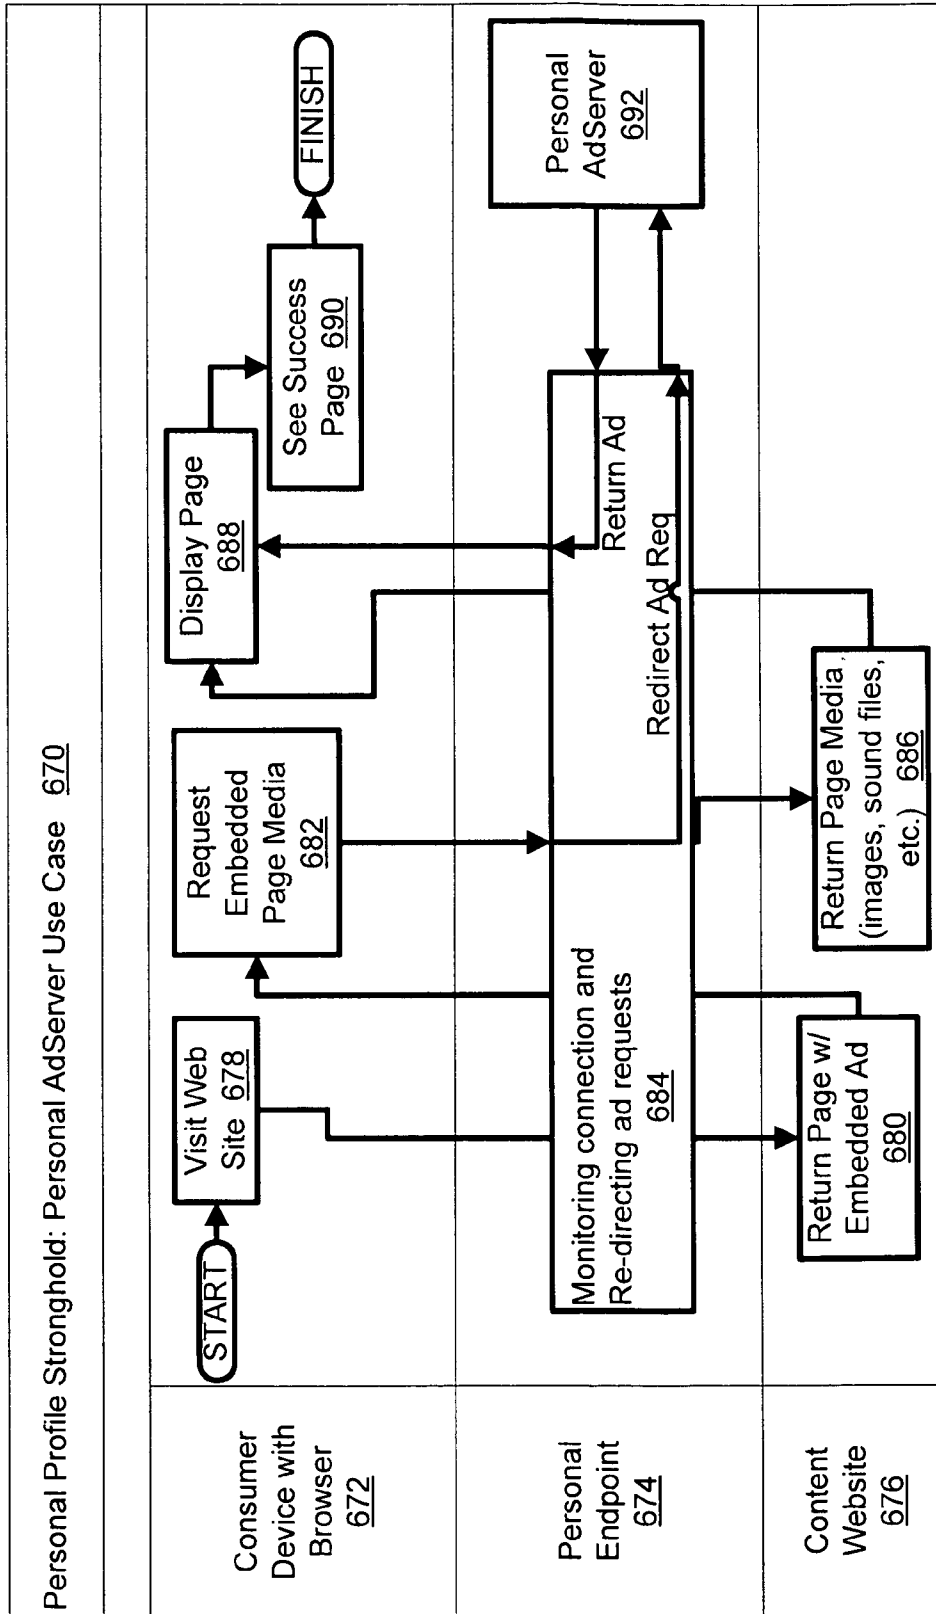 Personal Profile Stronghold: Personal AdServer Use Case 670
Consumer
Device with
Browser
672
START
Visit Web
Site 678
Request
Embedded
Page Media
682
Display Page
688
See Success
Page 690
FINISH
Personal
Endpoint
674
Monitoring connection and
Re-directing ad requests
684
Redirect Ad Req
Return Ad
Personal
AdServer
692
Content
Website
676
Return Page w/
Embedded Ad
680
Return Page Media
(images, sound files,
etc.) 686